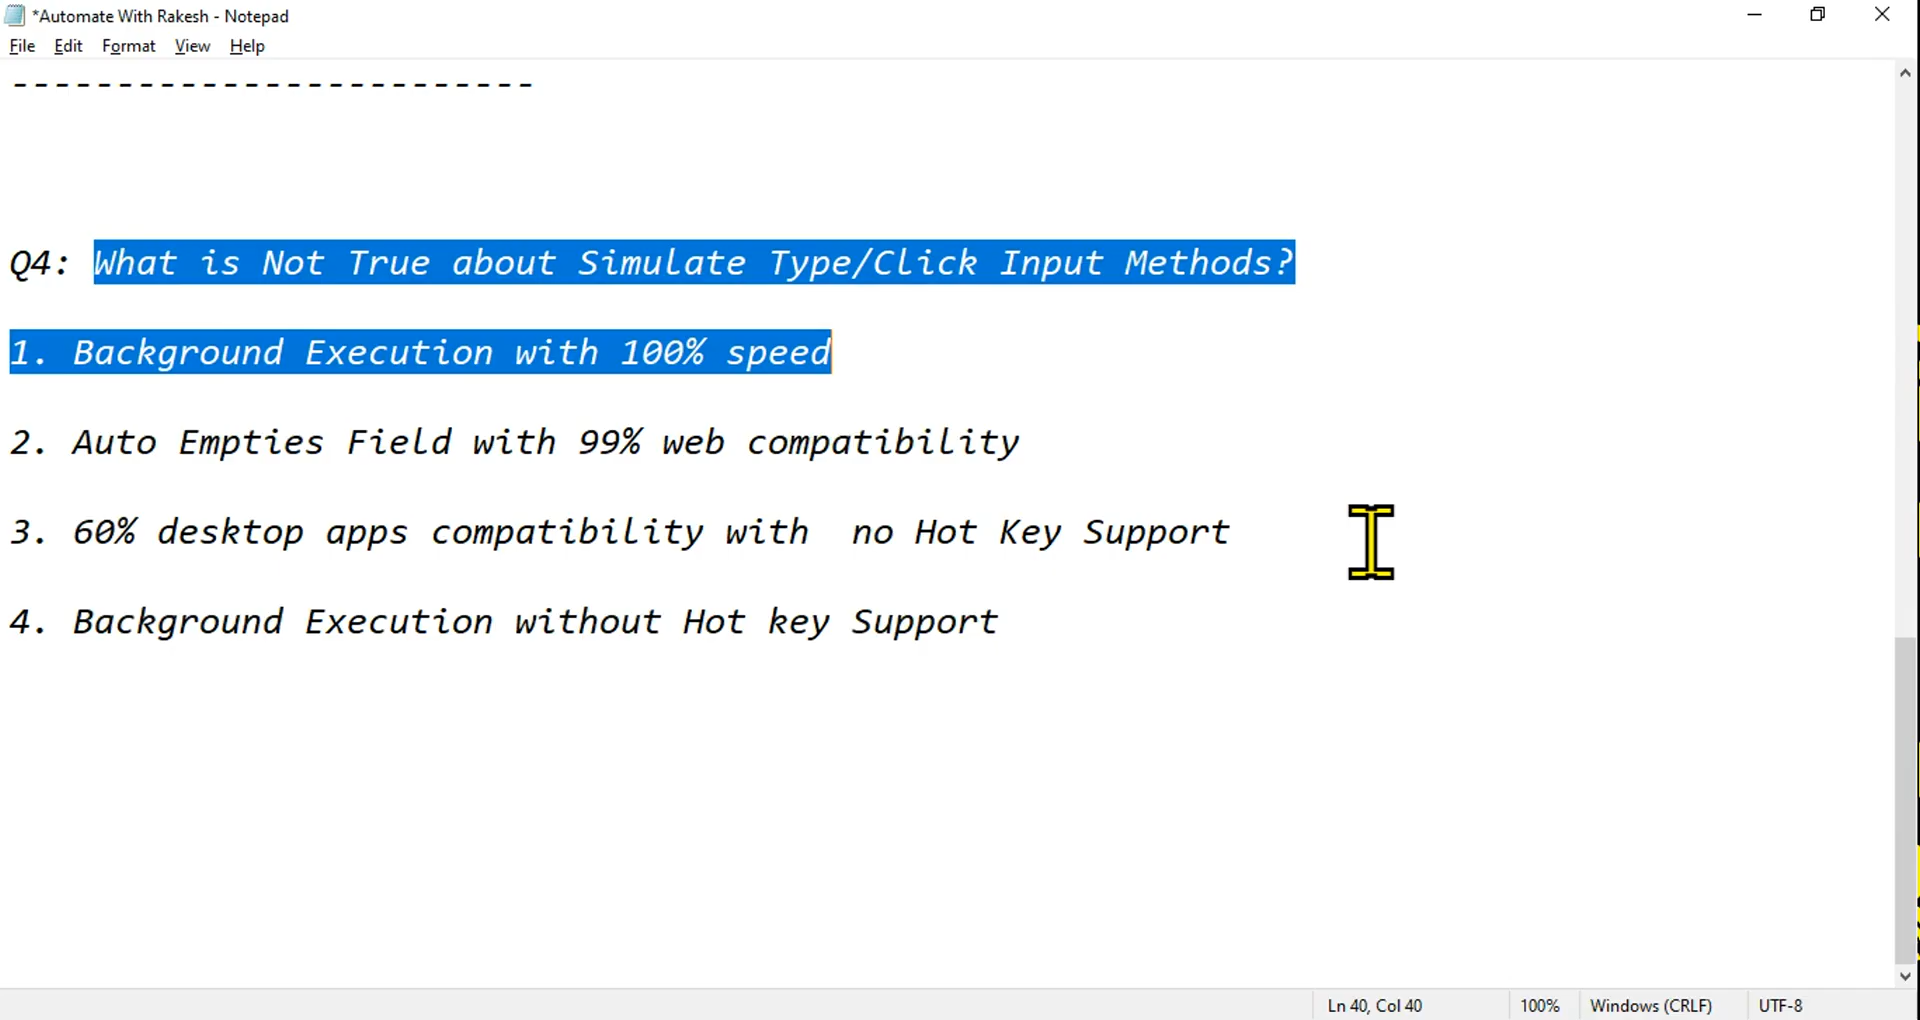 *Automate With Rakesh - Notepad
File Edit Format View Help
--------------------------
Q4: What is Not True about Simulate Type/Click Input Methods?
1. Background Execution with 100% speed
2. Auto Empties Field with 99% web compatibility
3. 60% desktop apps compatibility with  no Hot Key Support
4. Background Execution without Hot key Support
Ln 40, Col 40 100% Windows (CRLF) UTF-8